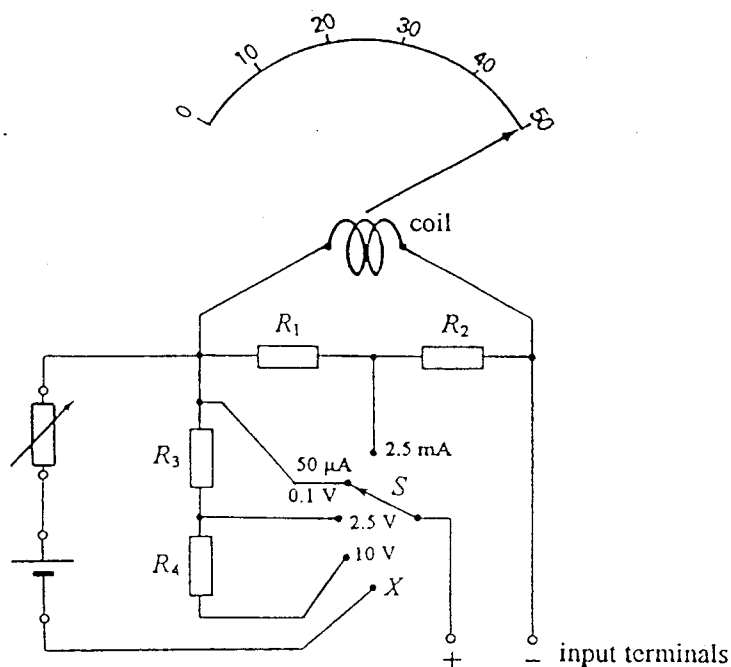 0 10 20 30 40 50
coil
R₁ R₂
2.5 mA
R₃ 50 μA S
0.1 V
2.5 V
R₄ 10 V
X
+ − input terminals